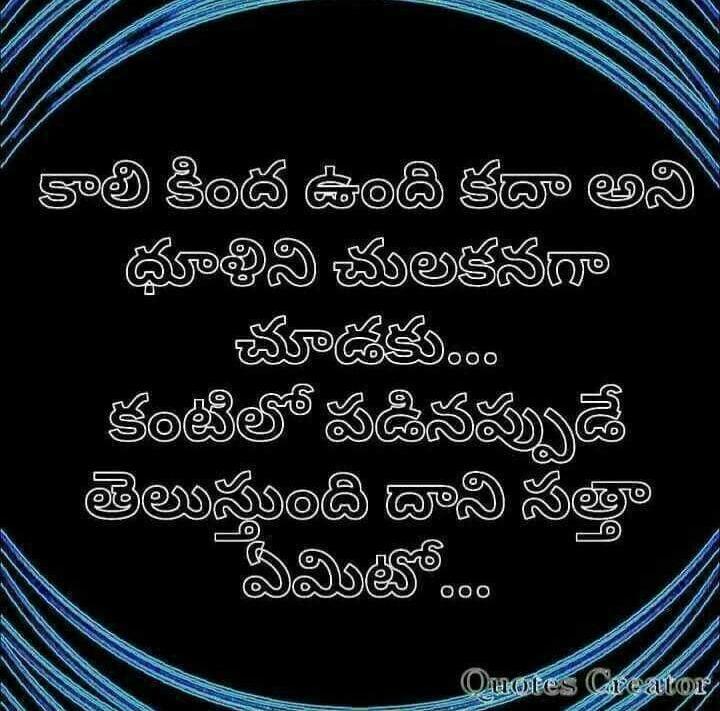 కాలి కింద ఉంది కదా అని
ధూళిని చులకనగా
చూడకు...
కంటిలో పడినప్పుడే
తెలుస్తుంది దాని సత్తా
ఏమిటో...
Quotes Creator